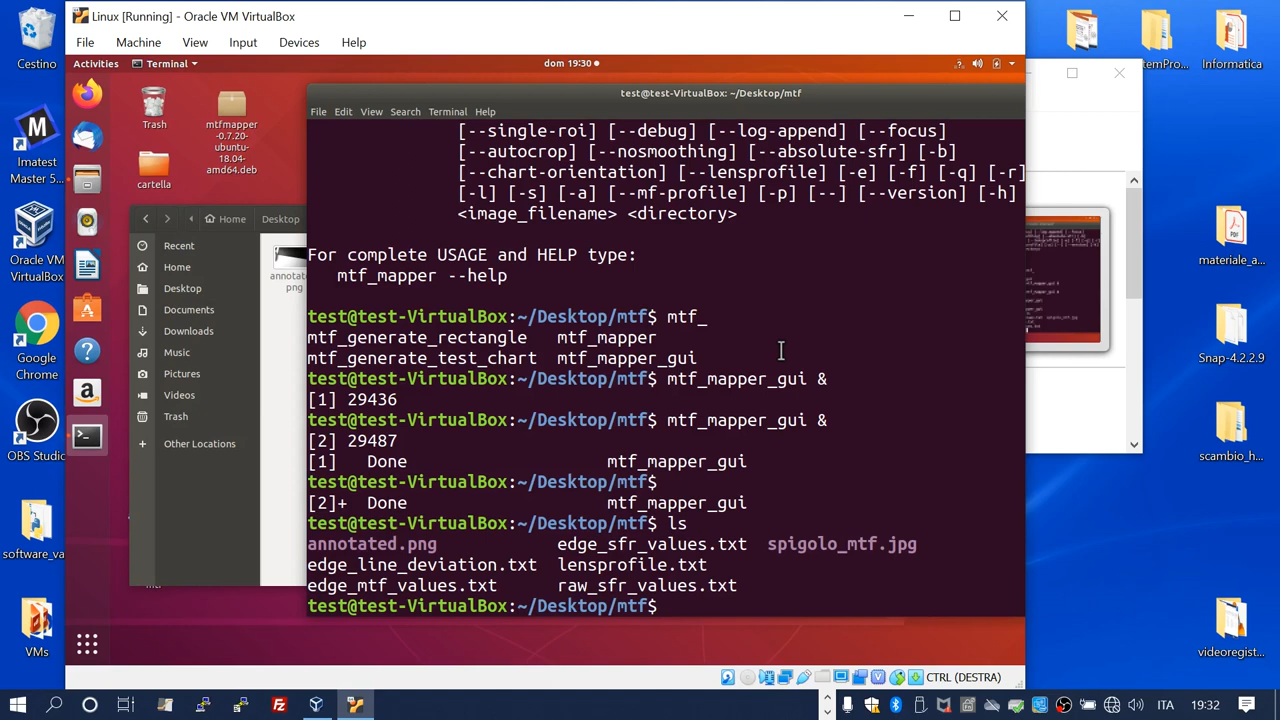 Linux [Running] - Oracle VM VirtualBox
File Machine View Input Devices Help
Activities Terminal dom 19:30
test@test-VirtualBox: ~/Desktop/mtf
File Edit View Search Terminal Help
[--single-roi] [--debug] [--log-append] [--focus]
[--autocrop] [--nosmoothing] [--absolute-sfr] [-b]
[--chart-orientation] [--lensprofile] [-e] [-f] [-q] [-r]
[-l] [-s] [-a] [--mf-profile] [-p] [--] [--version] [-h]
<image_filename> <directory>
For complete USAGE and HELP type:
mtf_mapper --help
test@test-VirtualBox:~/Desktop/mtf$ mtf_
mtf_generate_rectangle mtf_mapper
mtf_generate_test_chart mtf_mapper_gui
test@test-VirtualBox:~/Desktop/mtf$ mtf_mapper_gui &
[1] 29436
test@test-VirtualBox:~/Desktop/mtf$ mtf_mapper_gui &
[2] 29487
[1] Done mtf_mapper_gui
test@test-VirtualBox:~/Desktop/mtf$
[2]+ Done mtf_mapper_gui
test@test-VirtualBox:~/Desktop/mtf$ ls
annotated.png edge_sfr_values.txt spigolo_mtf.jpg
edge_line_deviation.txt lensprofile.txt
edge_mtf_values.txt raw_sfr_values.txt
test@test-VirtualBox:~/Desktop/mtf$
Trash
mtfmapper
-0.7.20-
ubuntu-
18.04-
amd64.deb
cartella
Home Desktop
Recent
Home
Desktop
Documents
Downloads
Music
Pictures
Videos
Trash
Other Locations
annotate
png
CTRL (DESTRA)
Cestino
Imatest
Master 5...
Oracle VM
VirtualBox
Google
Chrome
OBS Studio
software_va
VMs
temPro...
Informatica
materiale_a...
Snap-4.2.2.9
scambio_h...
videoregist...
ITA 19:32